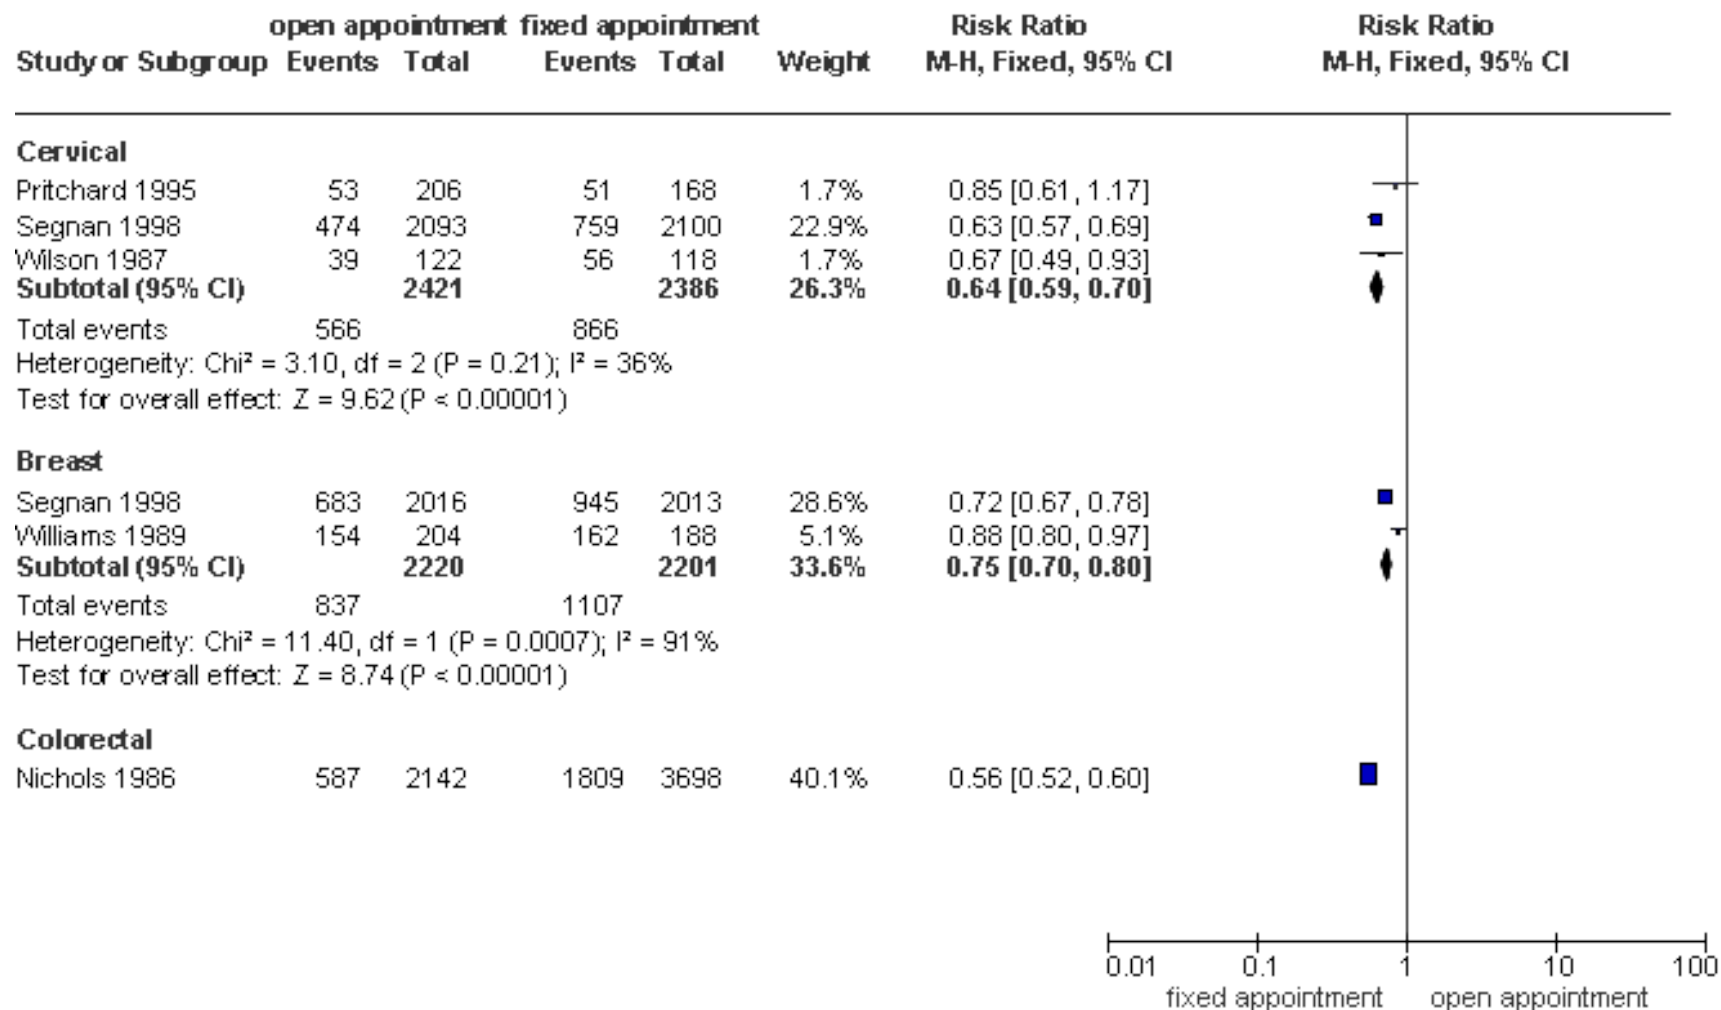 open appointment fixed appointment Risk Ratio Risk Ratio
Study or Subgroup Events Total Events Total Weight M-H, Fixed, 95% CI M-H, Fixed, 95% CI
Cervical
Pritchard 1995 53 206 51 168 1.7% 0.85 [0.61, 1.17]
Segnan 1998 474 2093 759 2100 22.9% 0.63 [0.57, 0.69]
Wilson 1987 39 122 56 118 1.7% 0.67 [0.49, 0.93]
Subtotal (95% CI) 2421 2386 26.3% 0.64 [0.59, 0.70]
Total events 566 866
Heterogeneity: Chi² = 3.10, df = 2 (P = 0.21); I² = 36%
Test for overall effect: Z = 9.62 (P < 0.00001)
Breast
Segnan 1998 683 2016 945 2013 28.6% 0.72 [0.67, 0.78]
Williams 1989 154 204 162 188 5.1% 0.88 [0.80, 0.97]
Subtotal (95% CI) 2220 2201 33.6% 0.75 [0.70, 0.80]
Total events 837 1107
Heterogeneity: Chi² = 11.40, df = 1 (P = 0.0007); I² = 91%
Test for overall effect: Z = 8.74 (P < 0.00001)
Colorectal
Nichols 1986 587 2142 1809 3698 40.1% 0.56 [0.52, 0.60]
0.01 0.1 1 10 100
fixed appointment open appointment